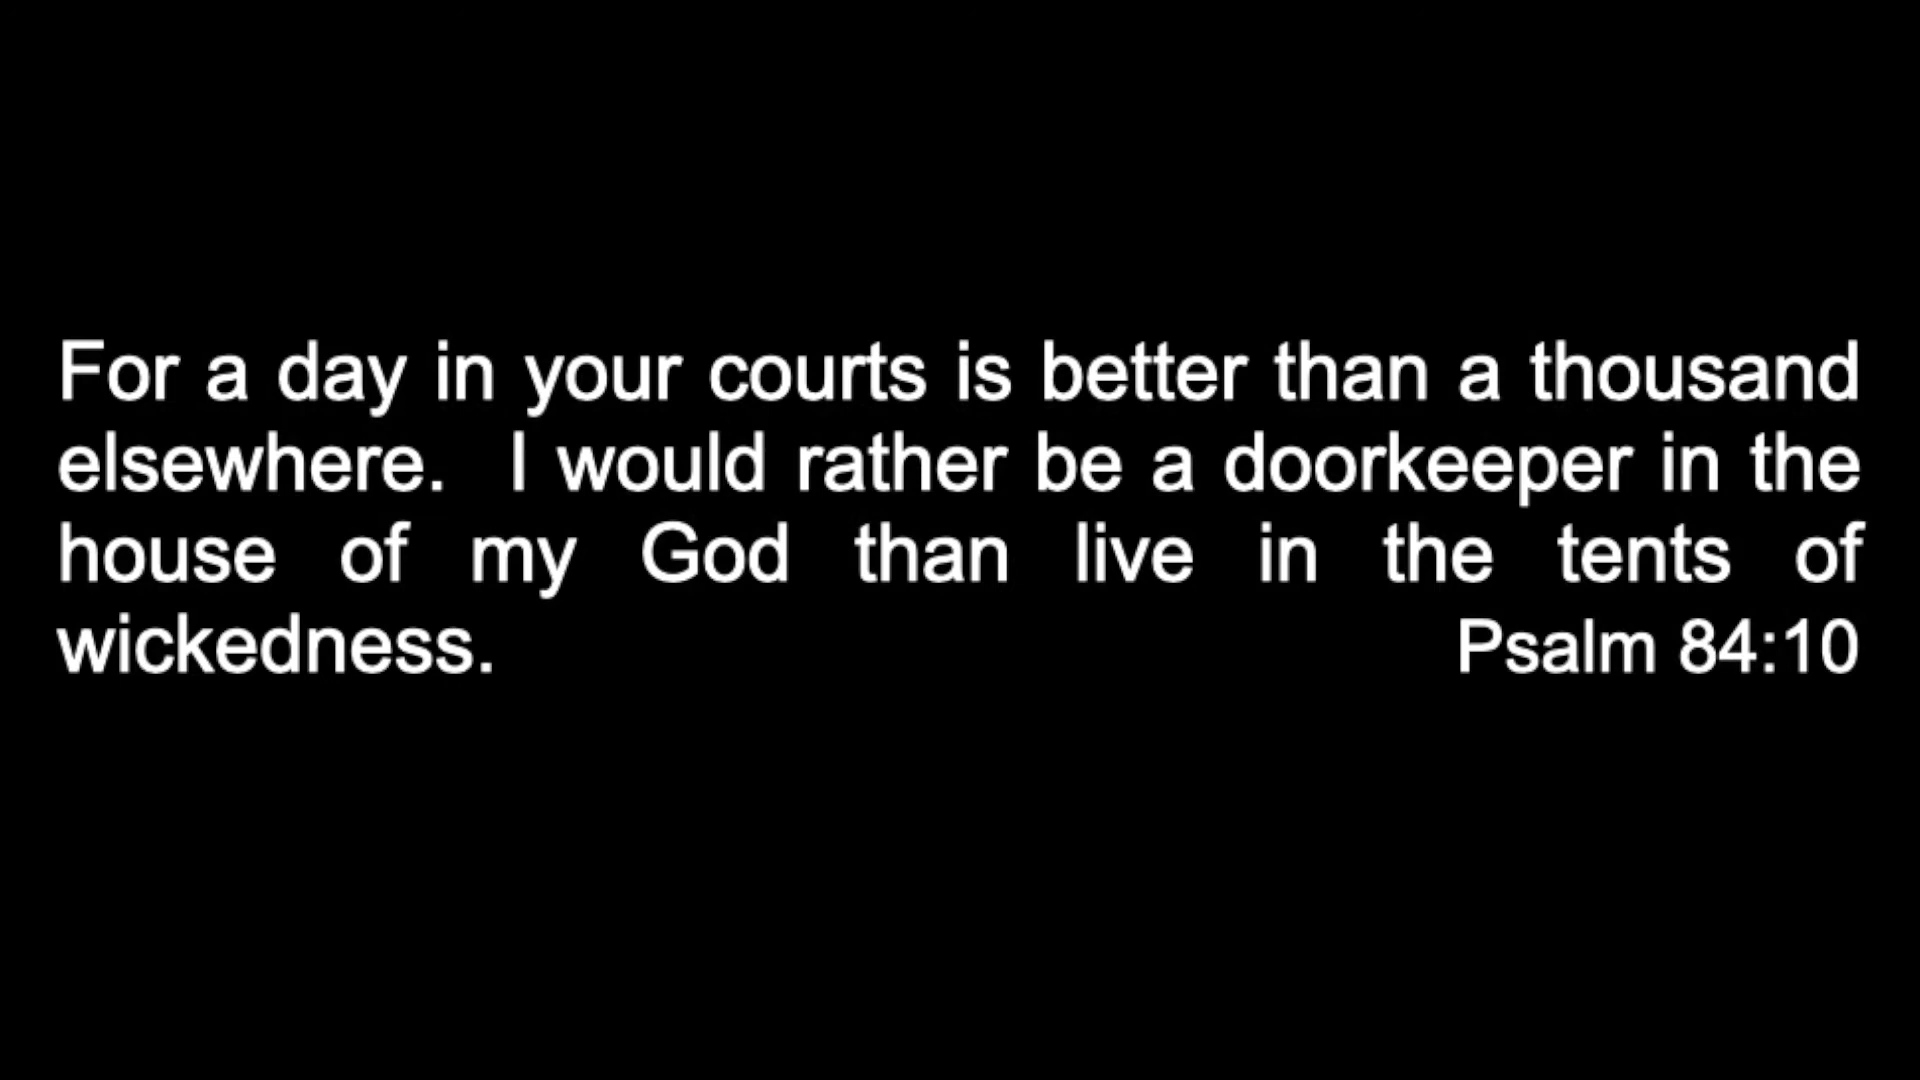 For a day in your courts is better than a thousand
elsewhere. I would rather be a doorkeeper in the
house of my God than live in the tents of
wickedness. Psalm 84:10